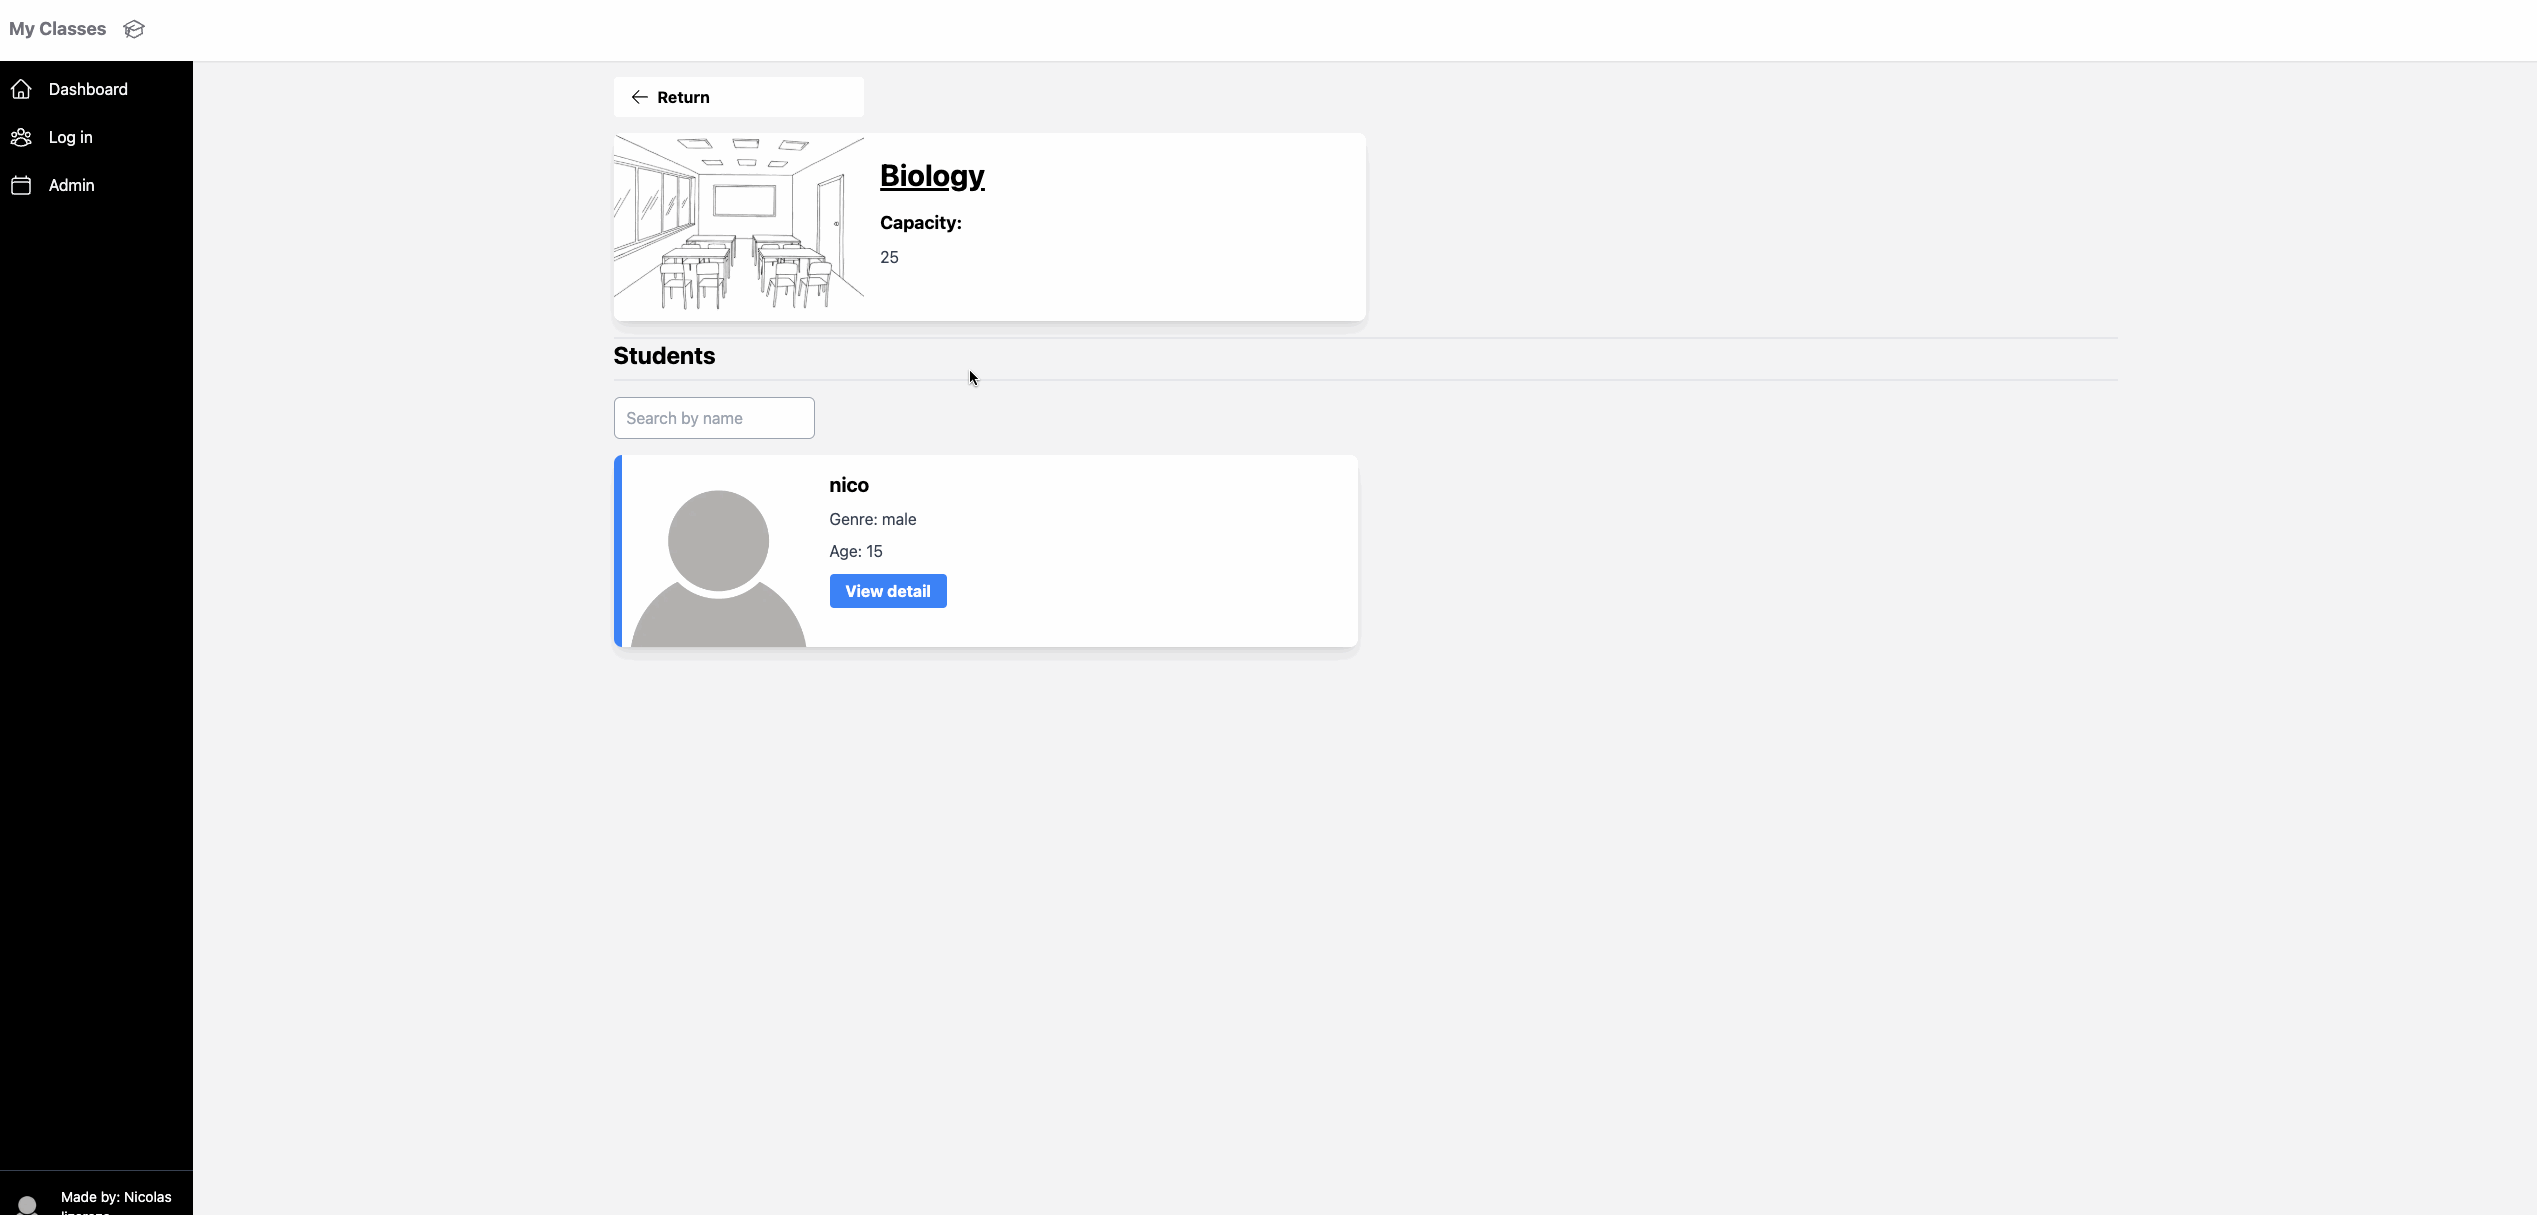 My Classes
Dashboard
Log in
Admin
Return
Biology
Capacity:
25
Students
Search by name
nico
Genre: male
Age: 15
View detail
Made by: Nicolas